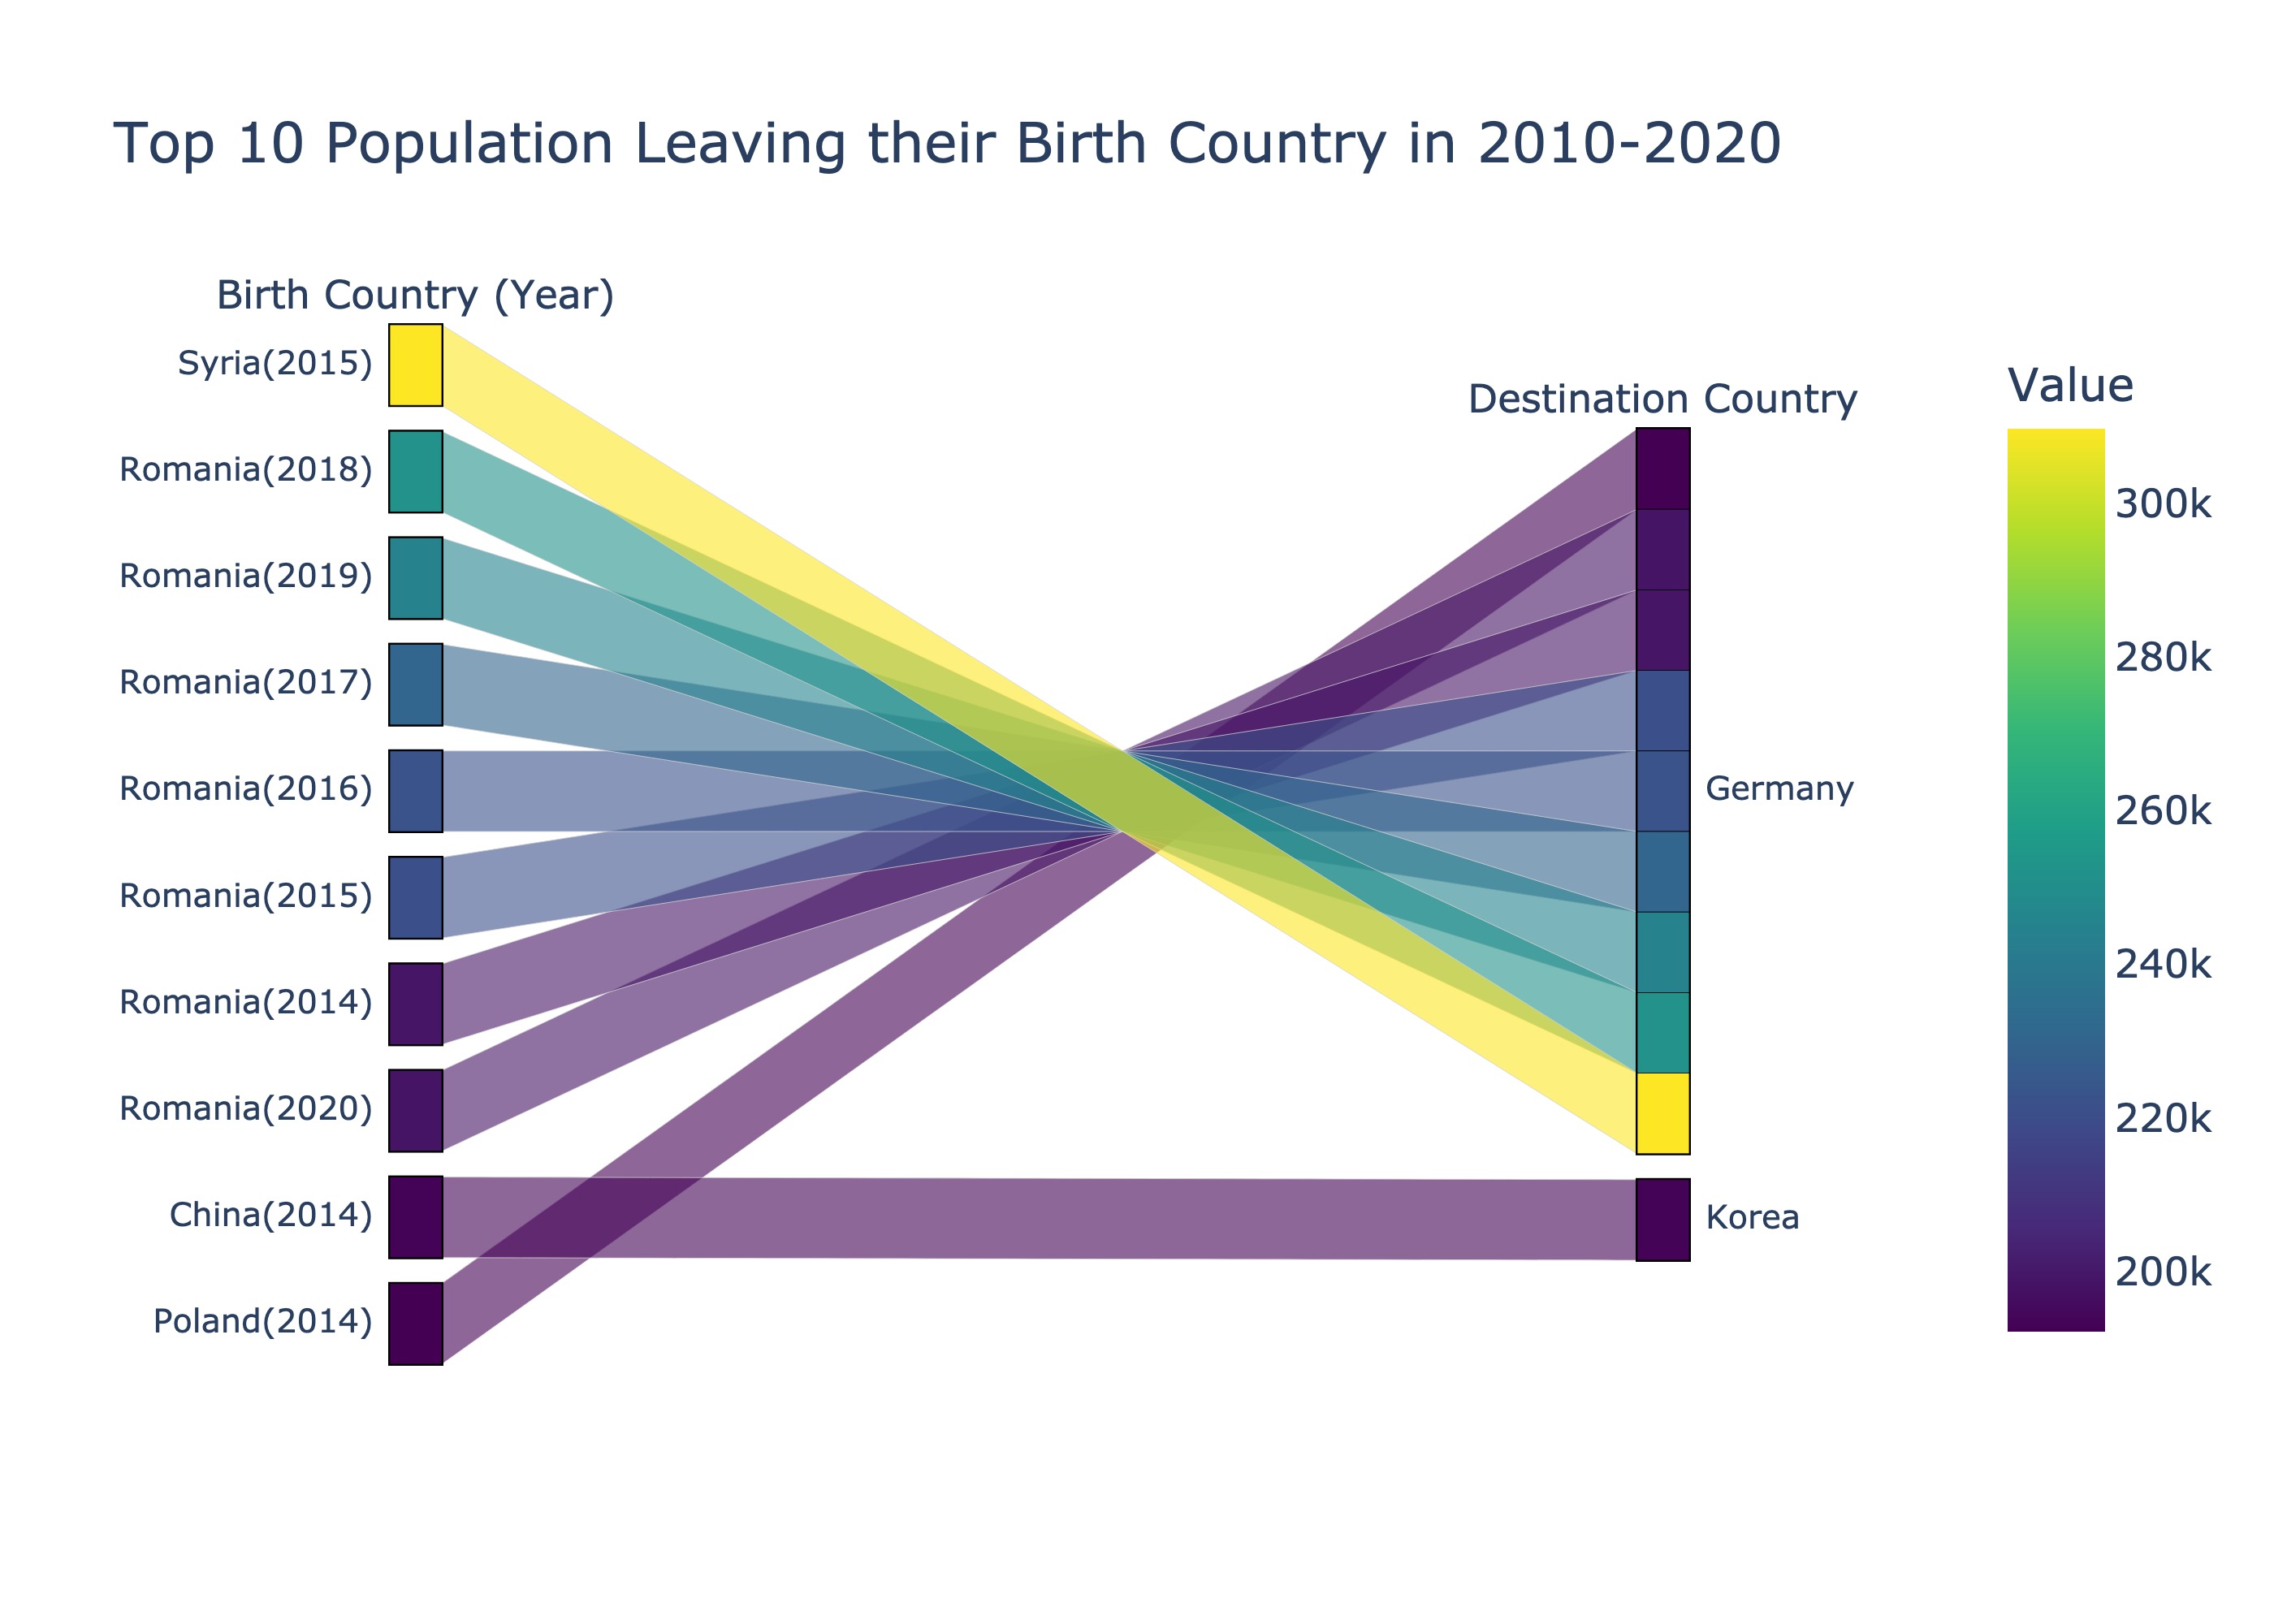 Top 10 Population Leaving their Birth Country in 2010-2020
Birth Country (Year)
Syria(2015)
Romania(2018)
Romania(2019)
Romania(2017)
Romania(2016)
Romania(2015)
Romania(2014)
Romania(2020)
China(2014)
Poland(2014)
Destination Country
Germany
Korea
Value
300k
280k
260k
240k
220k
200k